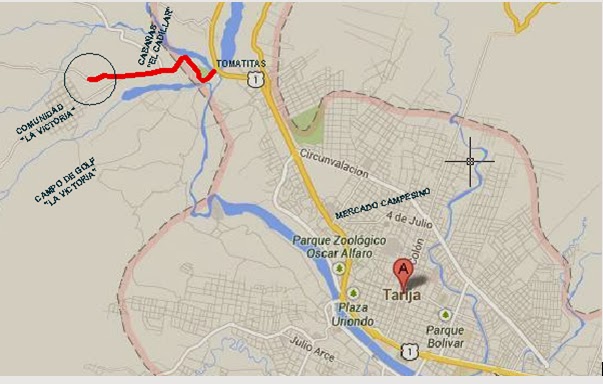 CABAÑAS
"EL CADILLAR"
TOMATITAS
1
COMUNIDAD
"LA VICTORIA"
CAMPO DE GOLF
"LA VICTORIA"
Circunvalacion
MERCADO CAMPESINO
4 de Julio
Colón
Parque Zoológico
Oscar Alfaro
A
Tarija
Plaza
Uriondo
Parque
Bolivar
Julio Arce
1